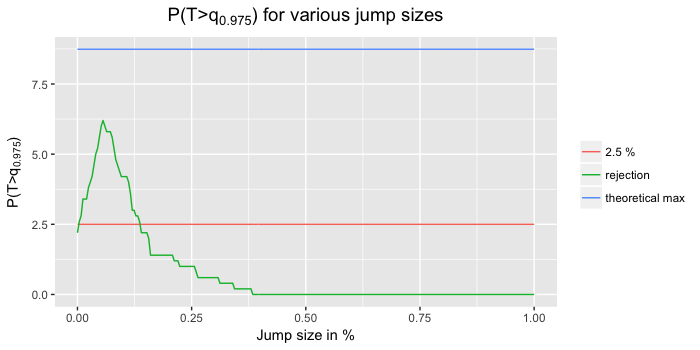 P(T>q0.975) for various jump sizes
P(T>q0.975)
7.5
5.0
2.5
0.0
0.00 0.25 0.50 0.75 1.00
Jump size in %
2.5 %
rejection
theoretical max